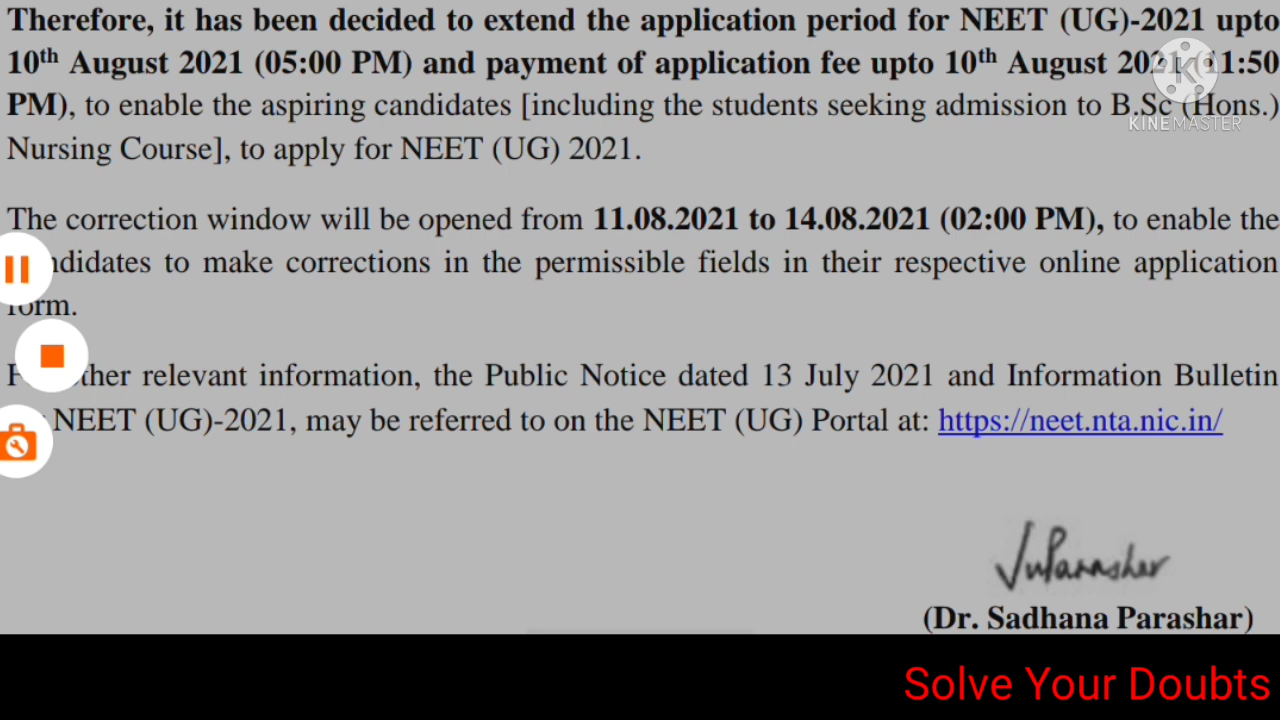 Therefore, it has been decided to extend the application period for NEET (UG)-2021 upto
10th August 2021 (05:00 PM) and payment of application fee upto 10th August 2021 (11:50
PM), to enable the aspiring candidates [including the students seeking admission to B.Sc (Hons.)
KINEMASTER
Nursing Course], to apply for NEET (UG) 2021.
The correction window will be opened from 11.08.2021 to 14.08.2021 (02:00 PM), to enable the
candidates to make corrections in the permissible fields in their respective online application
form.
relevant information, the Public Notice dated 13 July 2021 and Information Bulletin
NEET (UG)-2021, may be referred to on the NEET (UG) Portal at: https://neet.nta.nic.in/
(Dr. Sadhana Parashar)
Solve Your Doubts